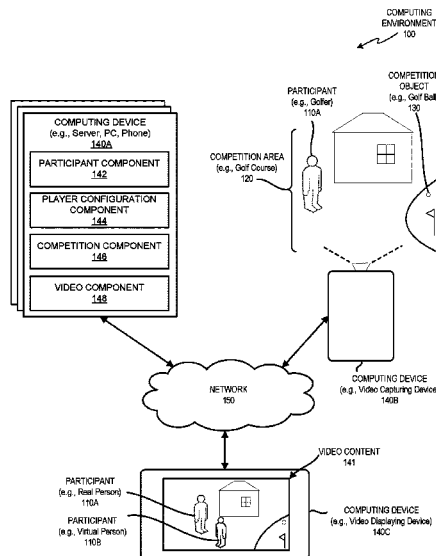 COMPUTING
ENVIRONMENT
100
COMPETITIO
OBJECT
(e.g., Golf Ball
130
PARTICIPANT
(e.g., Golfer)
110A
COMPETITION AREA
(e.g., Golf Course)
120
COMPUTING DEVICE
(e.g., Server, PC, Phone)
140A
PARTICIPANT COMPONENT
142
PLAYER CONFIGURATION
COMPONENT
144
COMPETITION COMPONENT
146
VIDEO COMPONENT
148
COMPUTING DEVICE
(e.g., Video Capturing Device
140B
NETWORK
150
VIDEO CONTENT
141
PARTICIPANT
(e.g., Real Person)
110A
PARTICIPANT
(e.g., Virtual Person)
110B
COMPUTING DEVICE
(e.g., Video Displaying Device)
140C